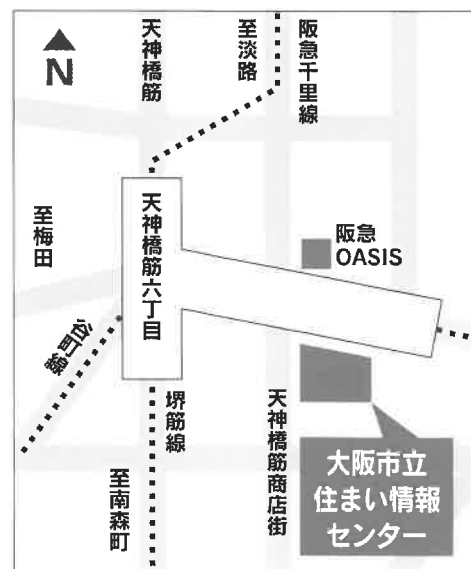 N
天神橋筋
至淡路
阪急千里線
至梅田
天神橋筋六丁目
阪急
OASIS
谷町線
堺筋線
至南森町
天神橋筋商店街
大阪市立
住まい情報
センター